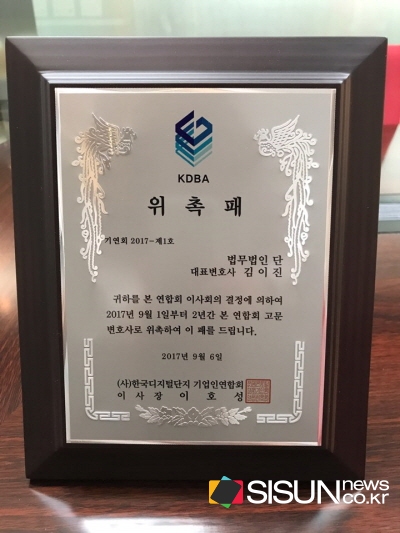 KDBA
위촉패
기연회 2017-제1호
법무법인 단
대표변호사 김이진
귀하를 본 연합회 이사회의 결정에 의하여
2017년 9월 1일부터 2년간 본 연합회 고문
변호사로 위촉하여 이 패를 드립니다.
2017년 9월 6일
(사)한국디지털단지 기업인연합회
이사장 이호성
SISUN news
co.kr